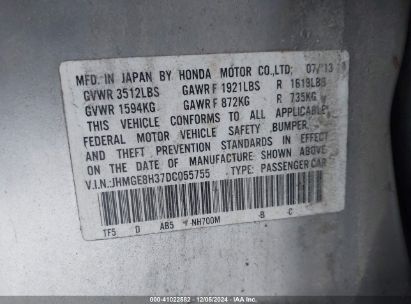 MFD. IN JAPAN BY HONDA MOTOR CO.,LTD. 07/13
GVWR 3512LBS GAWR F 1921LBS R 1619LBS
GVWR 1594KG GAWR F 872KG R 735KG
THIS VEHICLE CONFORMS TO ALL APPLICABLE
FEDERAL MOTOR VEHICLE SAFETY, BUMPER,
AND THEFT PREVENTION STANDARDS IN EFFECT
ON THE DATE OF MANUFACTURE SHOWN ABOVE.
V.I.N.:JHMGE8H37DC055755 TYPE: PASSENGER CAR
TF5 D AB5 NH700M -B -C
Stock #: 00-41022582 - 12/05/2024 - © IAA, Inc.